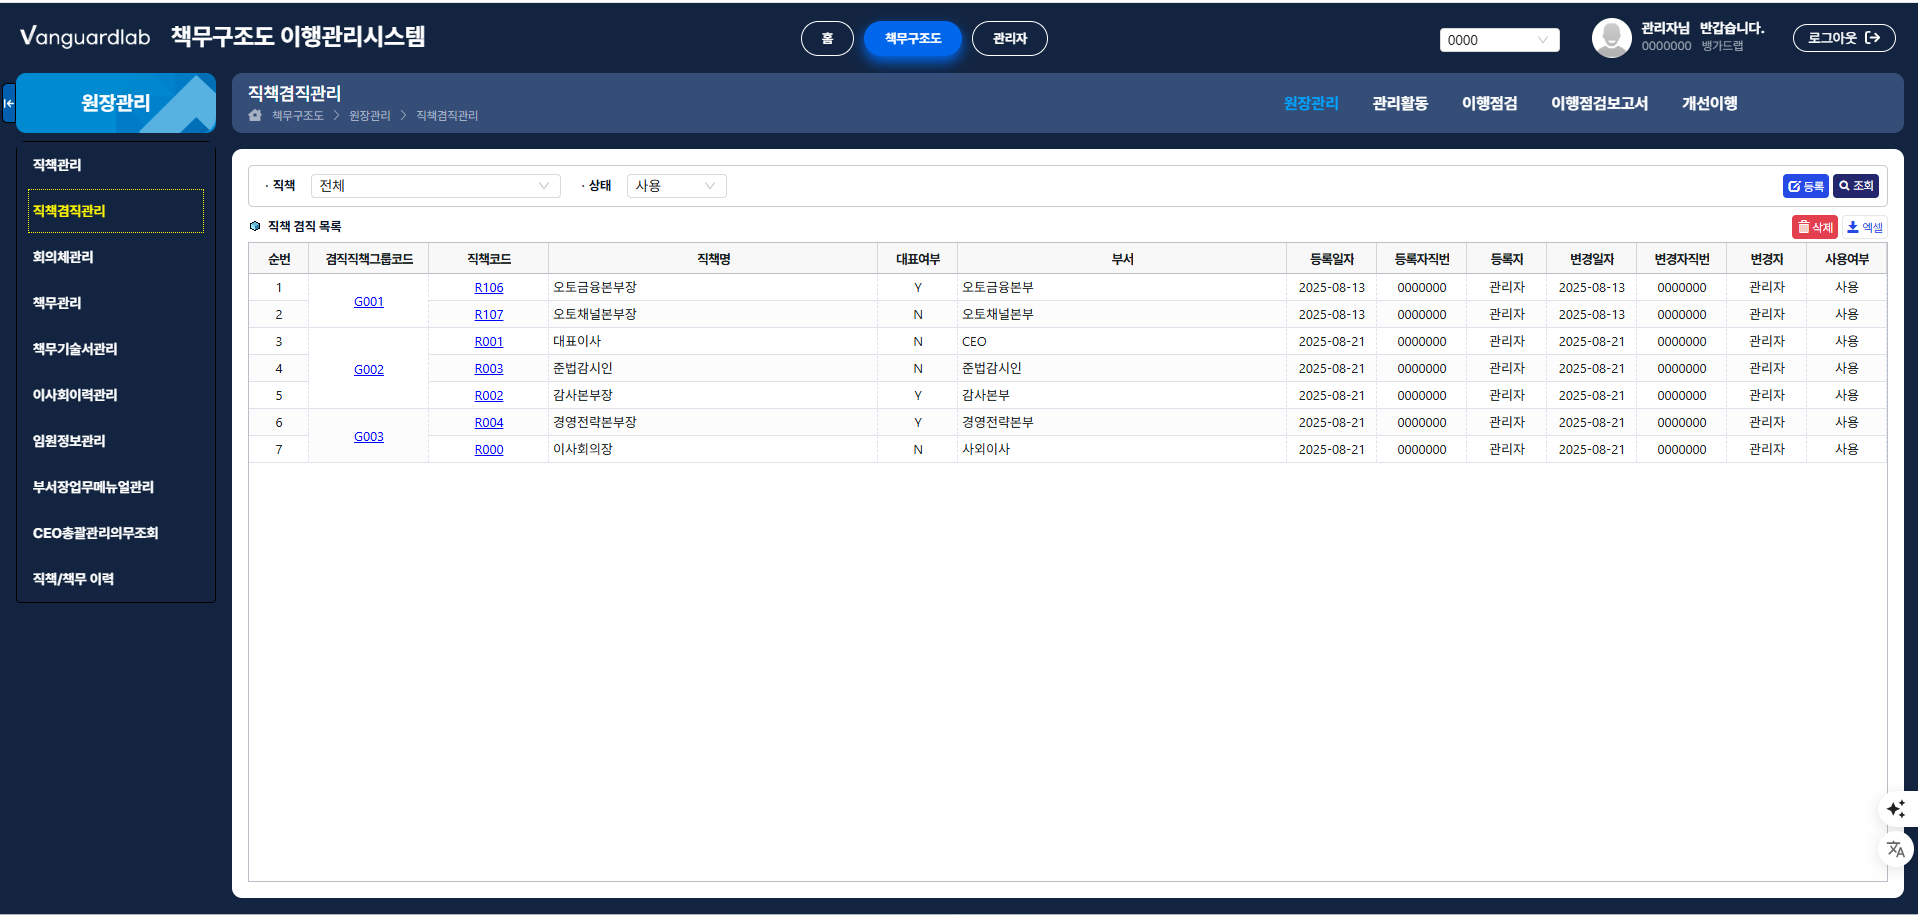 Vanguardlab 책무구조도 이행관리시스템
홈 책무구조도 관리자
0000
관리자님 반갑습니다.
0000000 뱅가드랩
로그아웃
원장관리
직책관리
직책겸직관리
회의체관리
책무관리
책무기술서관리
이사회이력관리
임원정보관리
부서장업무메뉴얼관리
CEO총괄관리의무조회
직책/책무 이력
직책겸직관리
책무구조도 > 원장관리 > 직책겸직관리
원장관리 관리활동 이행점검 이행점검보고서 개선이행
· 직책 전체 · 상태 사용 등록 조회
직책 겸직 목록 삭제 엑셀
순번 겸직직책그룹코드 직책코드 직책명 대표여부 부서 등록일자 등록자직번 등록자 변경일자 변경자직번 변경자 사용여부
1 G001 R106 오토금융본부장 Y 오토금융본부 2025-08-13 0000000 관리자 2025-08-13 0000000 관리자 사용
2 R107 오토채널본부장 N 오토채널본부 2025-08-13 0000000 관리자 2025-08-13 0000000 관리자 사용
3 R001 대표이사 N CEO 2025-08-21 0000000 관리자 2025-08-21 0000000 관리자 사용
4 G002 R003 준법감시인 N 준법감시인 2025-08-21 0000000 관리자 2025-08-21 0000000 관리자 사용
5 R002 감사본부장 Y 감사본부 2025-08-21 0000000 관리자 2025-08-21 0000000 관리자 사용
6 G003 R004 경영전략본부장 Y 경영전략본부 2025-08-21 0000000 관리자 2025-08-21 0000000 관리자 사용
7 R000 이사회의장 N 사외이사 2025-08-21 0000000 관리자 2025-08-21 0000000 관리자 사용